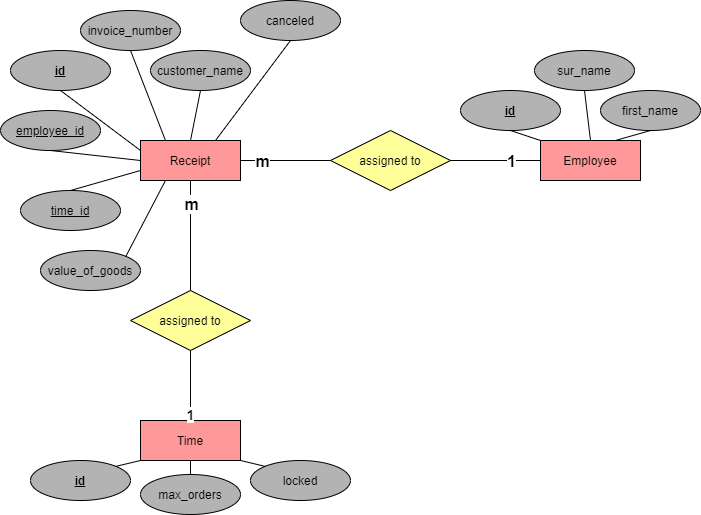 canceled
invoice_number
id
customer_name
sur_name
id
first_name
employee_id
Receipt
m
assigned to
1
Employee
time_id
m
value_of_goods
assigned to
1
Time
id
max_orders
locked